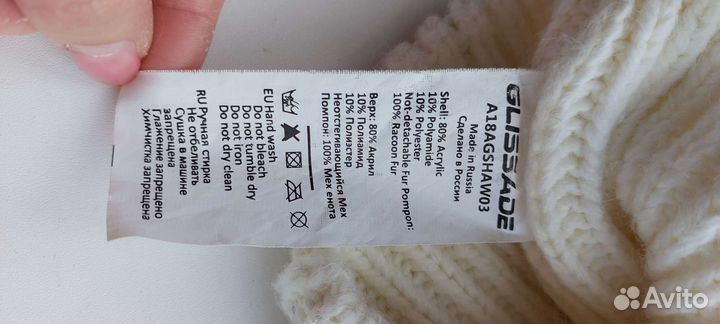 GLISSADE
A18AGSHAW03
Made in Russia
Сделано в России
Shell: 80% Acrylic
10% Polyamide
10% Polyester
Not-detachable Fur Pompon:
100% Racoon Fur
Верх: 80% Акрил
10% Полиамид
10% Полиэстер
Неотстегивающийся Мех
Помпон: 100% Мех енота
EU Hand wash
Do not bleach
Do not tumble dry
Do not iron
Do not dry clean
RU Ручная стирка
Не отбеливать
Сушка в машине
запрещена
Глажение запрещено
химчистка запрещена
Avito